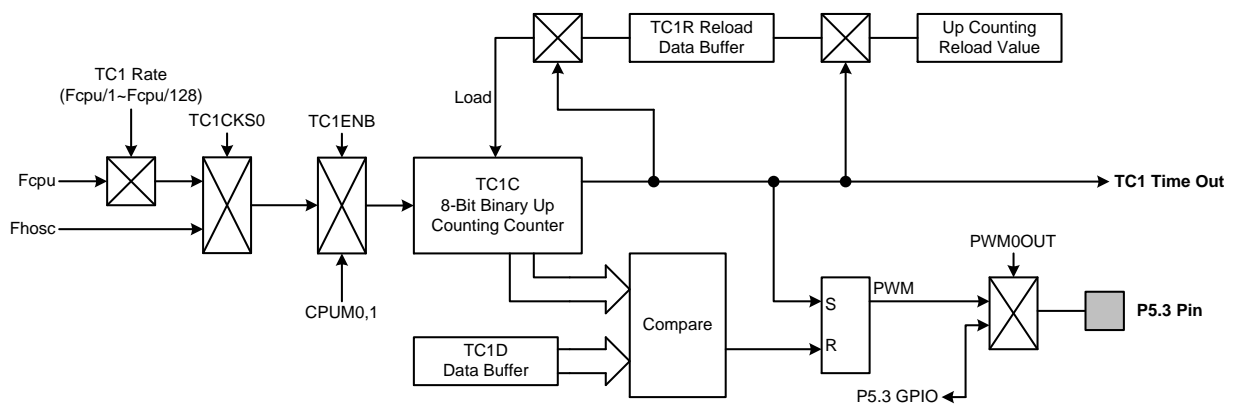 TC1R Reload
Data Buffer
Up Counting
Reload Value
TC1 Rate
(Fcpu/1~Fcpu/128)
Load
TC1CKS0
TC1ENB
Fcpu
TC1C
8-Bit Binary Up
Counting Counter
TC1 Time Out
Fhosc
CPUM0,1
PWM0OUT
Compare
S
R
PWM
P5.3 Pin
TC1D
Data Buffer
P5.3 GPIO